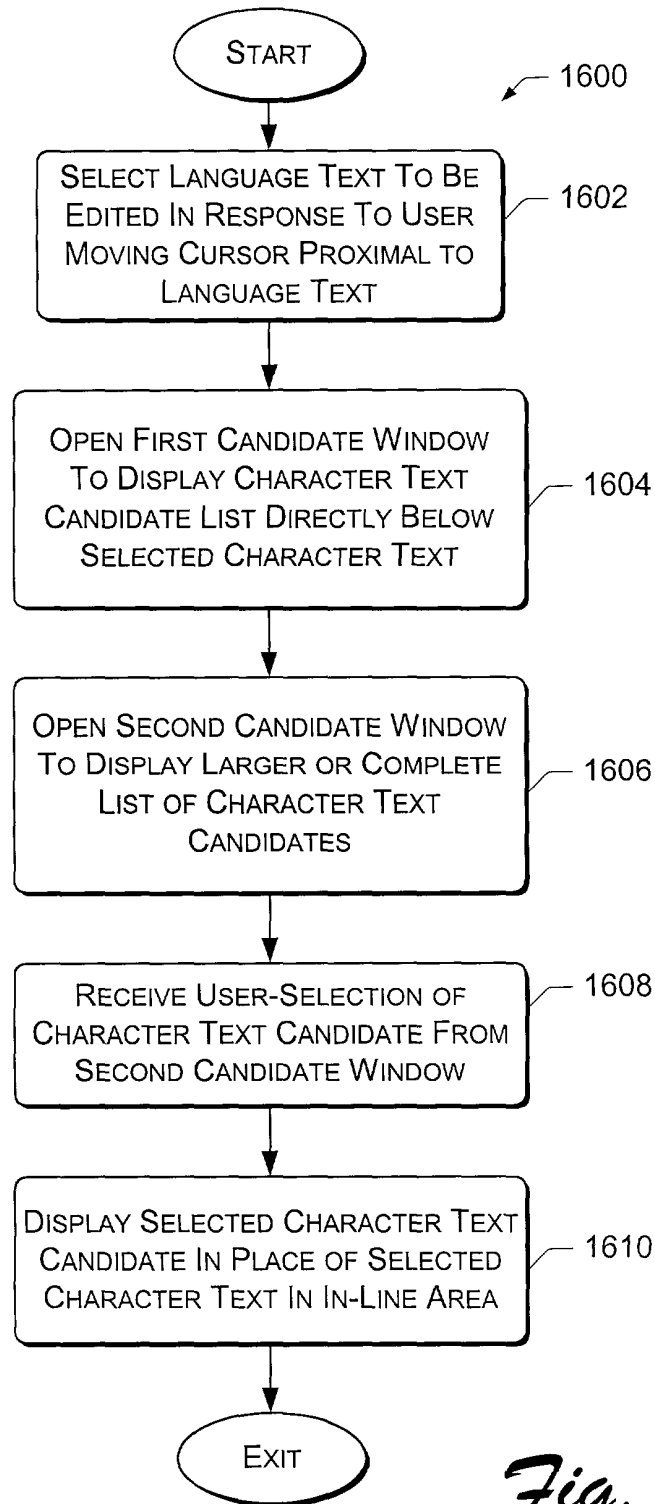 START
1600
SELECT LANGUAGE TEXT TO BE
EDITED IN RESPONSE TO USER
MOVING CURSOR PROXIMAL TO
LANGUAGE TEXT
1602
OPEN FIRST CANDIDATE WINDOW
TO DISPLAY CHARACTER TEXT
CANDIDATE LIST DIRECTLY BELOW
SELECTED CHARACTER TEXT
1604
OPEN SECOND CANDIDATE WINDOW
TO DISPLAY LARGER OR COMPLETE
LIST OF CHARACTER TEXT
CANDIDATES
1606
RECEIVE USER-SELECTION OF
CHARACTER TEXT CANDIDATE FROM
SECOND CANDIDATE WINDOW
1608
DISPLAY SELECTED CHARACTER TEXT
CANDIDATE IN PLACE OF SELECTED
CHARACTER TEXT IN IN-LINE AREA
1610
EXIT
Fig.